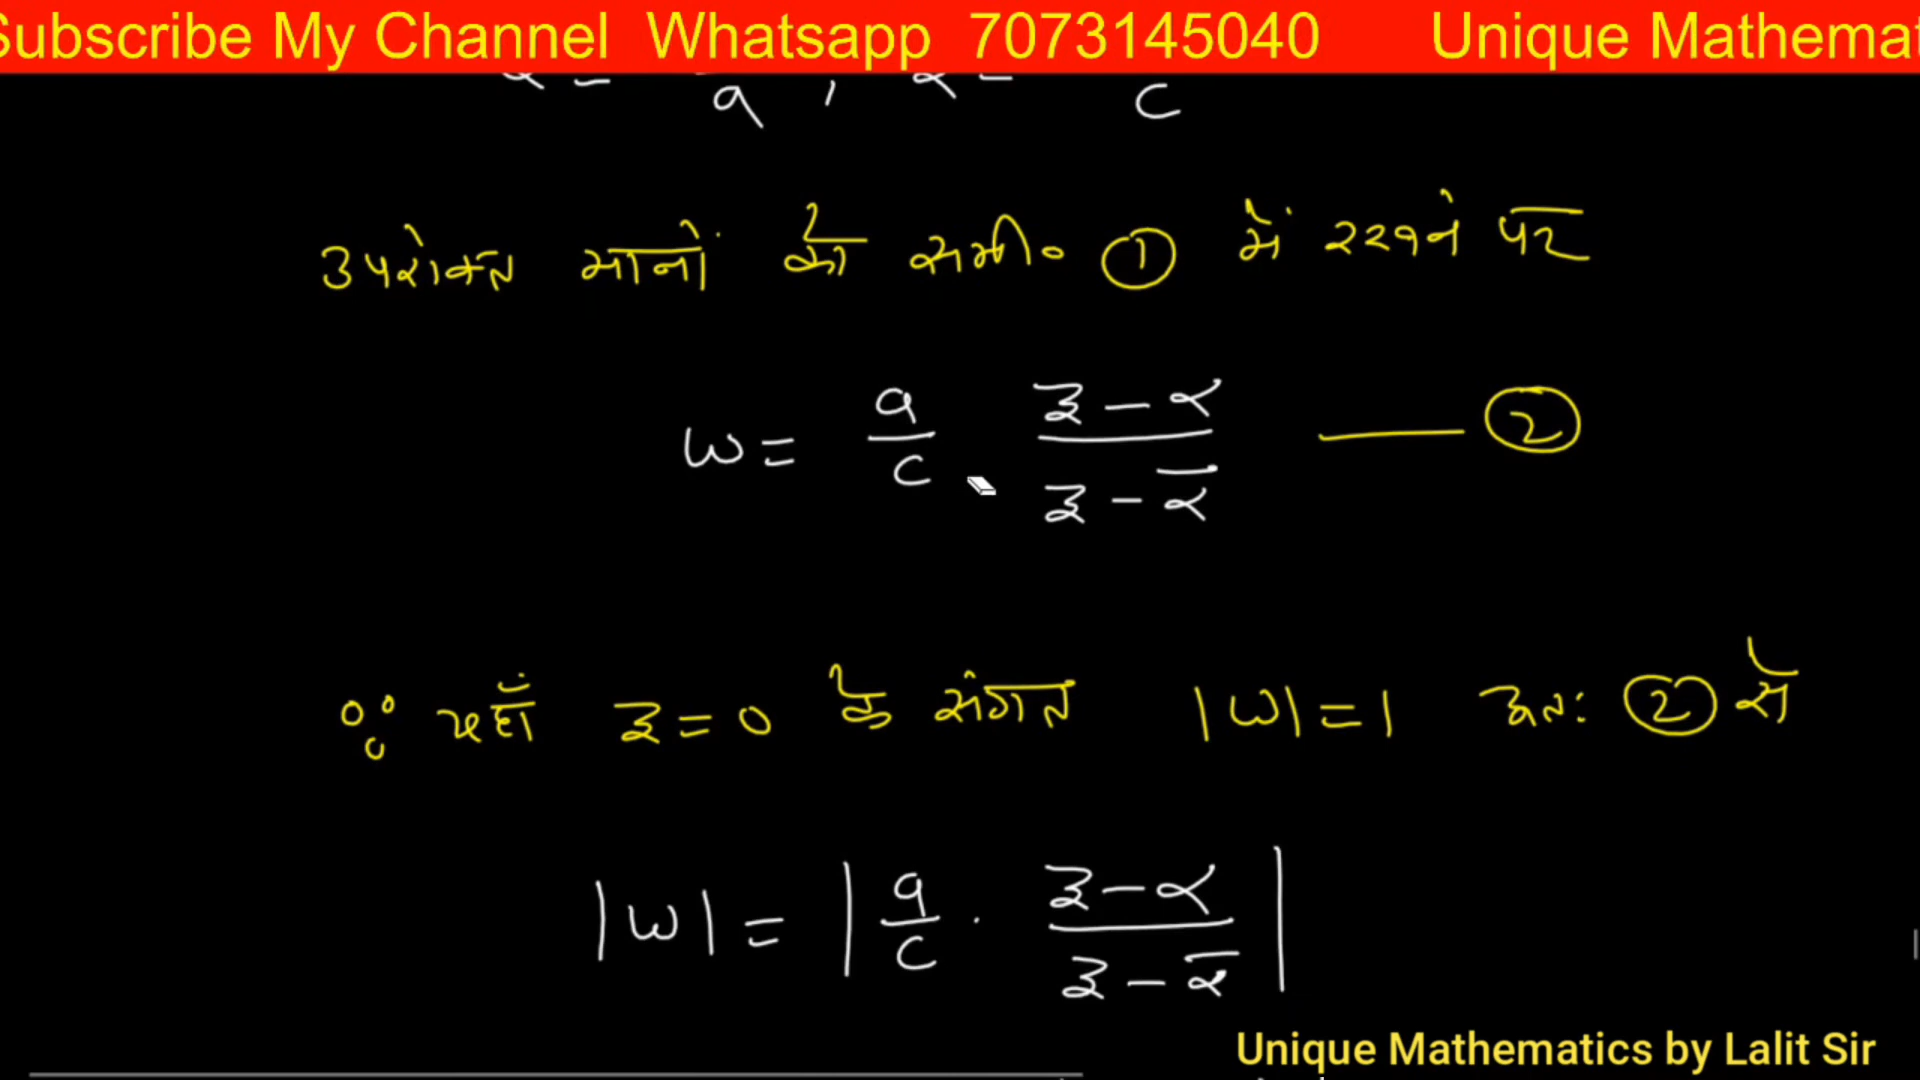 Subscribe My Channel Whatsapp 7073145040 Unique Mathemat
उपरोक्त मानों को समी० ① में रखने पर
w = a/c . (z - α)/(z - ᾱ) —— ②
∵ यहाँ z = 0 के संगत |w| = 1 अतः ② से
|w| = |a/c . (z - α)/(z - ᾱ)|
Unique Mathematics by Lalit Sir